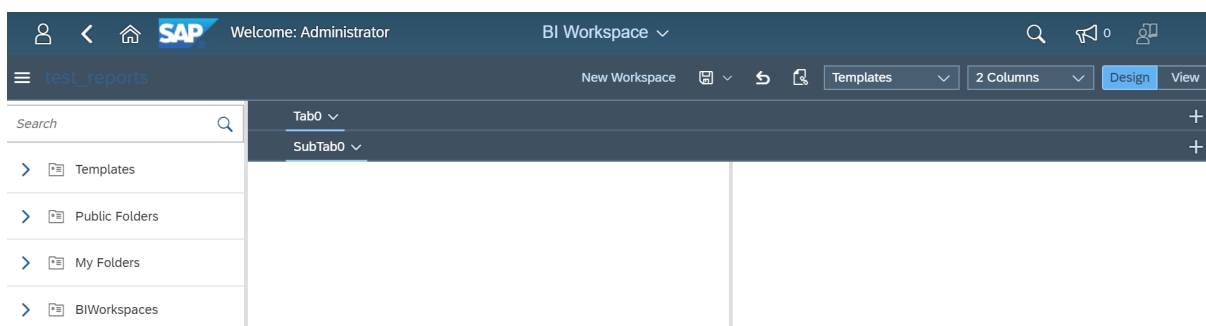 SAP Welcome: Administrator BI Workspace 0
test_reports New Workspace Templates 2 Columns Design View
Search Tab0
SubTab0
Templates
Public Folders
My Folders
BIWorkspaces